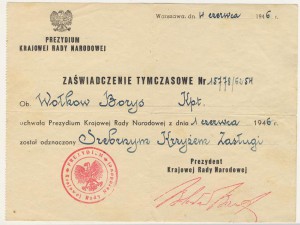 Warszawa, dn. 4 czerwca 1946 r.
PREZYDIUM
KRAJOWEJ RADY NARODOWEJ
ZAŚWIADCZENIE TYMCZASOWE Nr.
Ob. Wołkow Borys Kpt.
uchwałą Prezydium Krajowej Rady Narodowej z dnia 1 czerwca 1946 r.
został odznaczony Srebrnym Krzyżem Zasługi
Prezydent
Krajowej Rady Narodowej